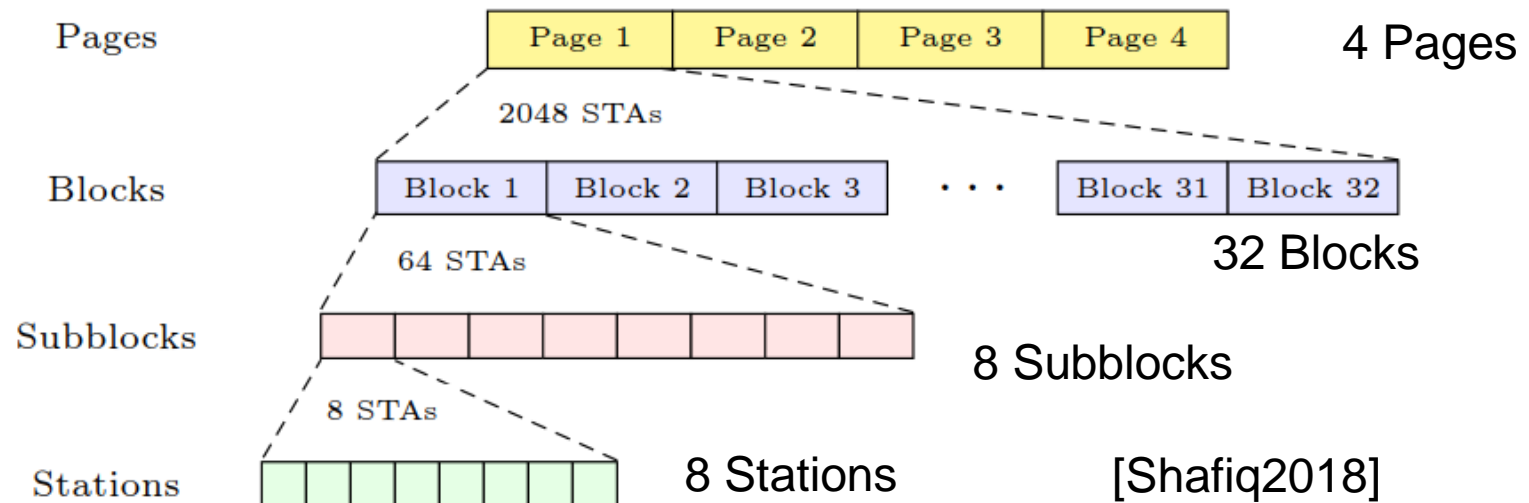 Pages Page 1 Page 2 Page 3 Page 4 4 Pages
2048 STAs
Blocks Block 1 Block 2 Block 3 · · · Block 31 Block 32
32 Blocks
64 STAs
Subblocks 8 Subblocks
8 STAs
Stations 8 Stations [Shafiq2018]